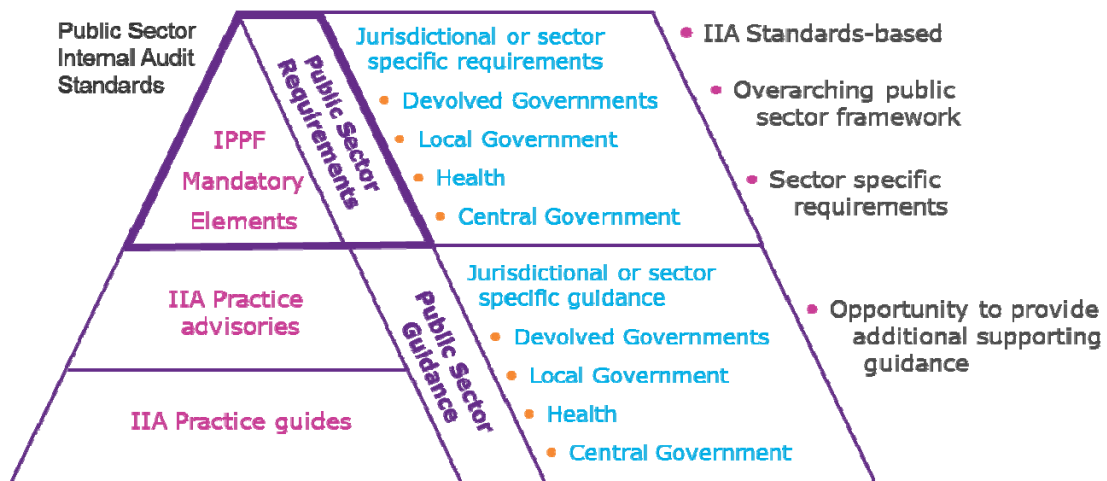 Public Sector
Internal Audit
Standards
IPPF
Mandatory
Elements
Public Sector
Requirements
Jurisdictional or sector
specific requirements
• Devolved Governments
• Local Government
• Health
• Central Government
• IIA Standards-based
• Overarching public
sector framework
• Sector specific
requirements
IIA Practice
advisories
IIA Practice guides
Public Sector
Guidance
Jurisdictional or sector
specific guidance
• Devolved Governments
• Local Government
• Health
• Central Government
• Opportunity to provide
additional supporting
guidance